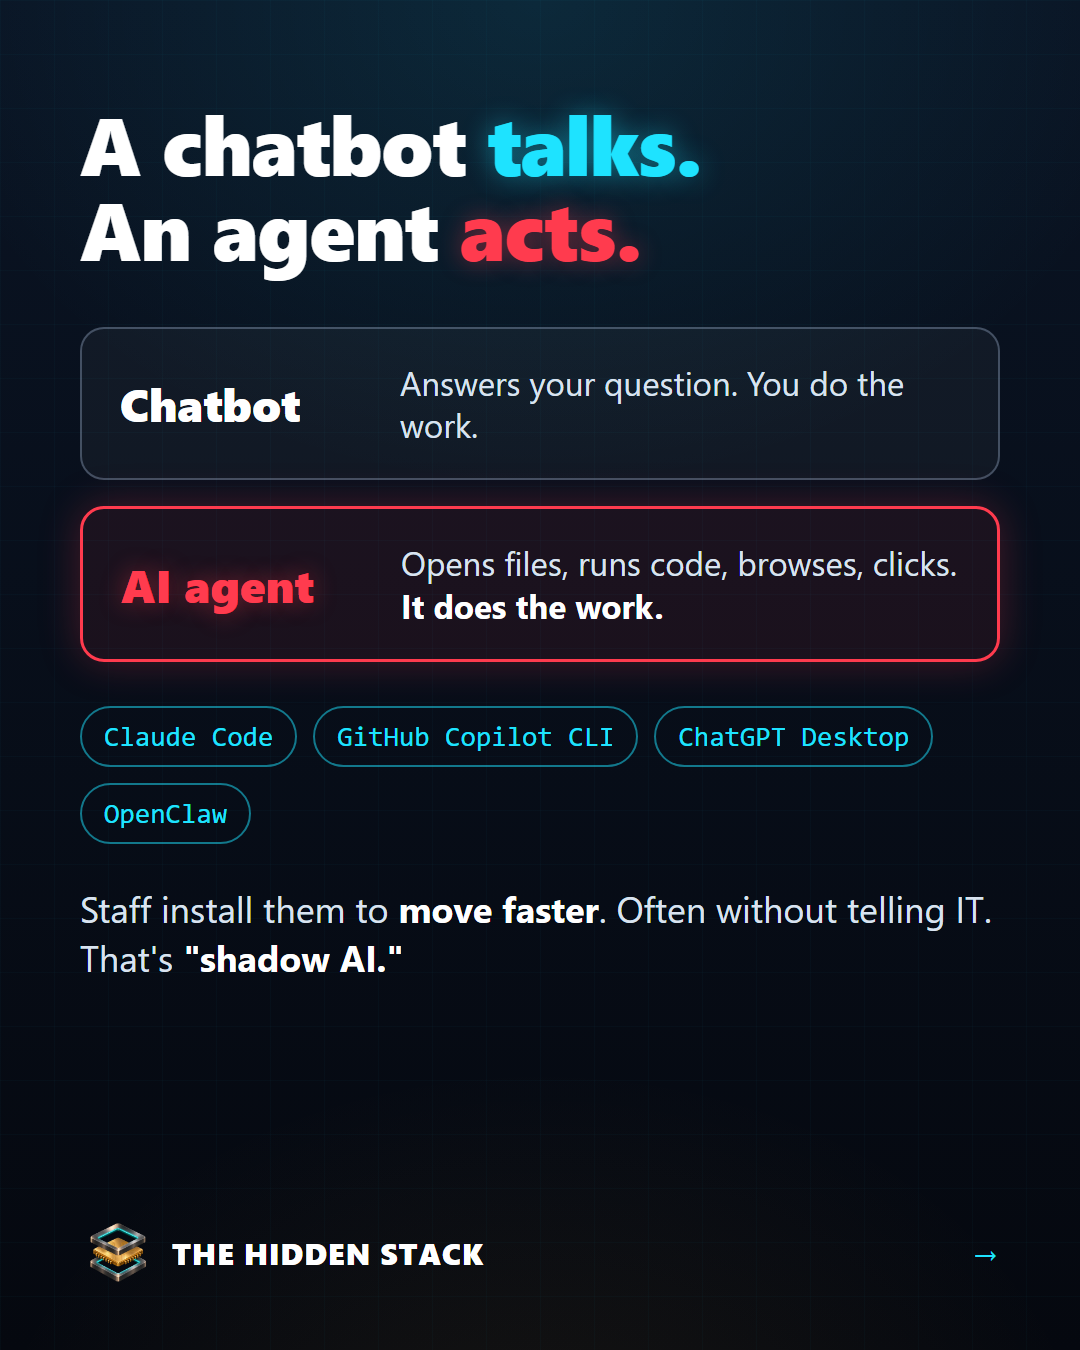 A chatbot talks.
An agent acts.
Chatbot
Answers your question. You do the
work.
AI agent
Opens files, runs code, browses, clicks.
It does the work.
Claude Code
GitHub Copilot CLI
ChatGPT Desktop
OpenClaw
Staff install them to move faster. Often without telling IT.
That's "shadow AI."
THE HIDDEN STACK
→